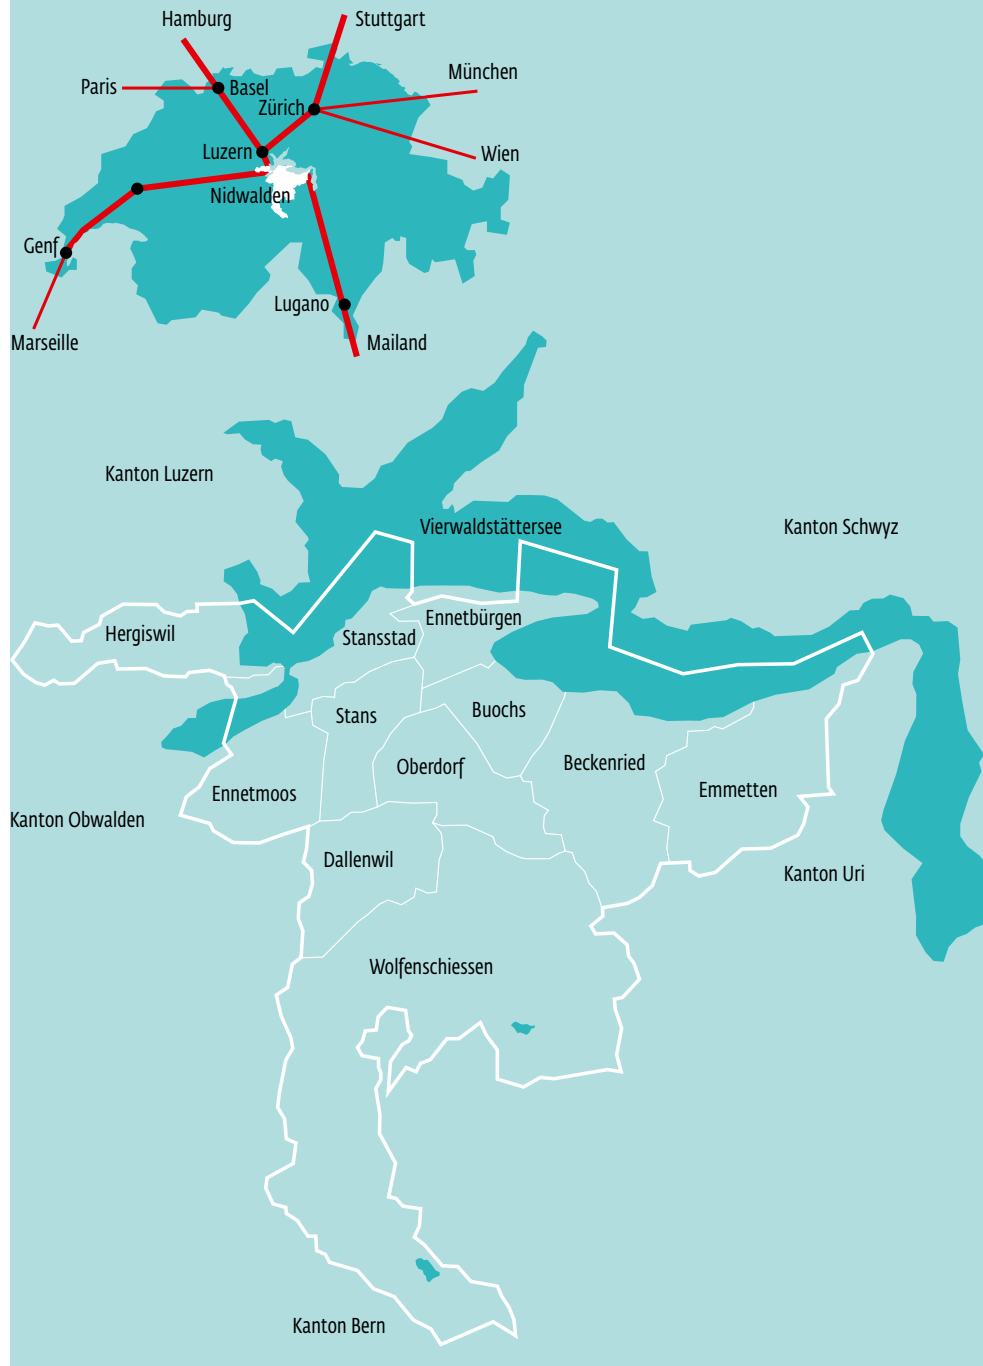 Hamburg
Stuttgart
Paris
Basel
München
Zürich
Luzern
Wien
Nidwalden
Genf
Lugano
Marseille
Mailand
Kanton Luzern
Vierwaldstättersee
Kanton Schwyz
Ennetbürgen
Hergiswil
Stansstad
Stans
Buochs
Oberdorf
Beckenried
Ennetmoos
Emmetten
Kanton Obwalden
Dallenwil
Kanton Uri
Wolfenschiessen
Kanton Bern